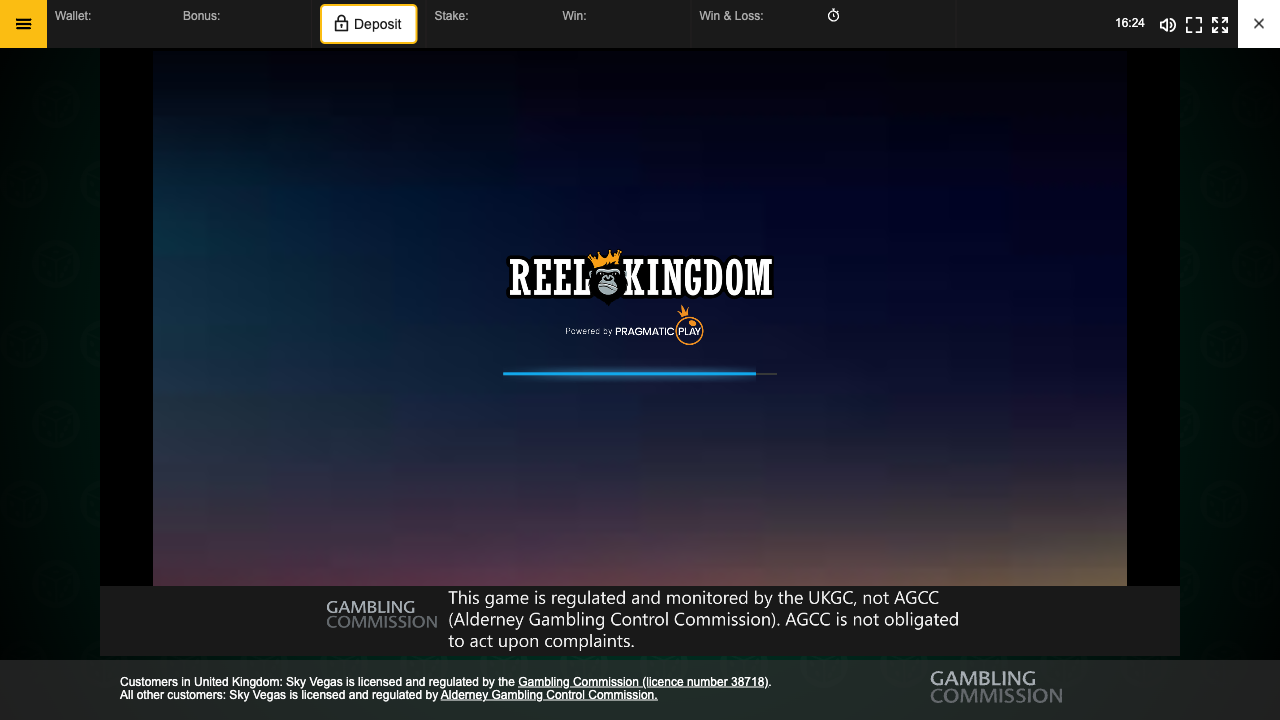 Wallet:
Bonus:
Deposit
Stake:
Win:
Win & Loss:
16:24
REEL KINGDOM
Powered by PRAGMATIC PLAY
GAMBLING
COMMISSION
This game is regulated and monitored by the UKGC, not AGCC
(Alderney Gambling Control Commission). AGCC is not obligated
to act upon complaints.
Customers in United Kingdom: Sky Vegas is licensed and regulated by the Gambling Commission (licence number 38718).
All other customers: Sky Vegas is licensed and regulated by Alderney Gambling Control Commission.
GAMBLING
COMMISSION